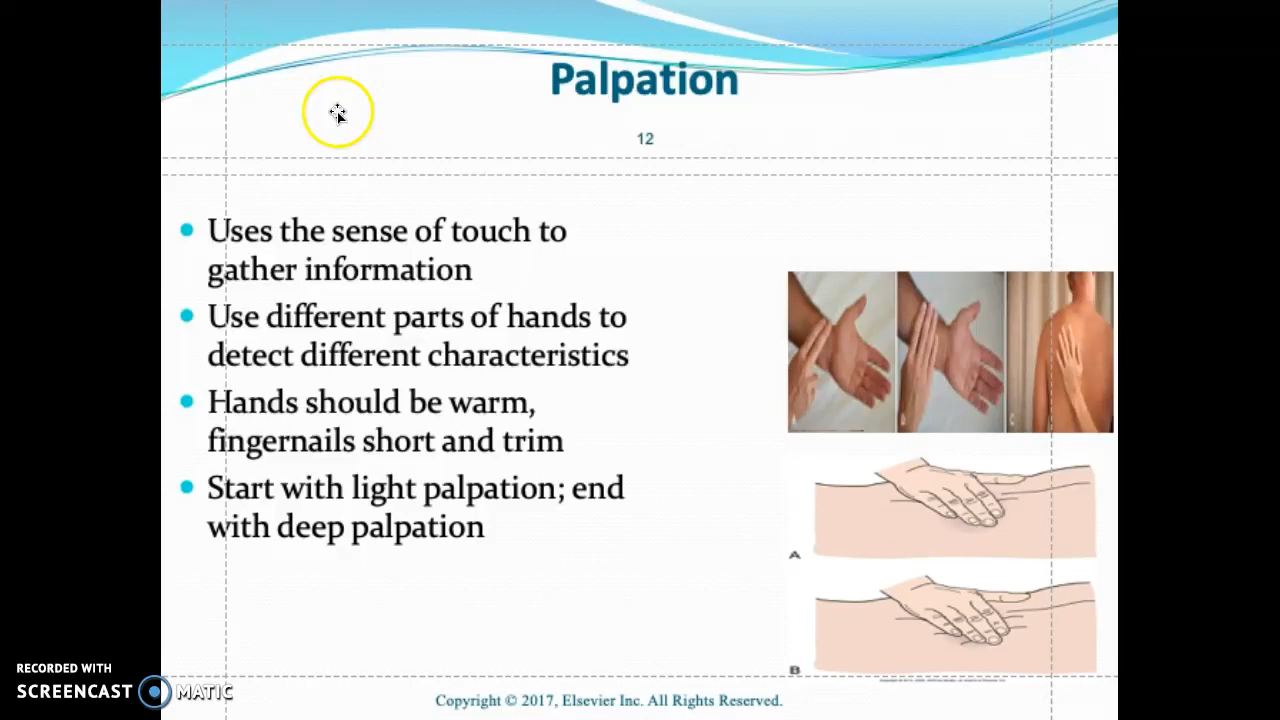 Palpation
12
Uses the sense of touch to
gather information
Use different parts of hands to
detect different characteristics
Hands should be warm,
fingernails short and trim
Start with light palpation; end
with deep palpation
A
B
RECORDED WITH
SCREENCAST MATIC
Copyright © 2017, Elsevier Inc. All Rights Reserved.